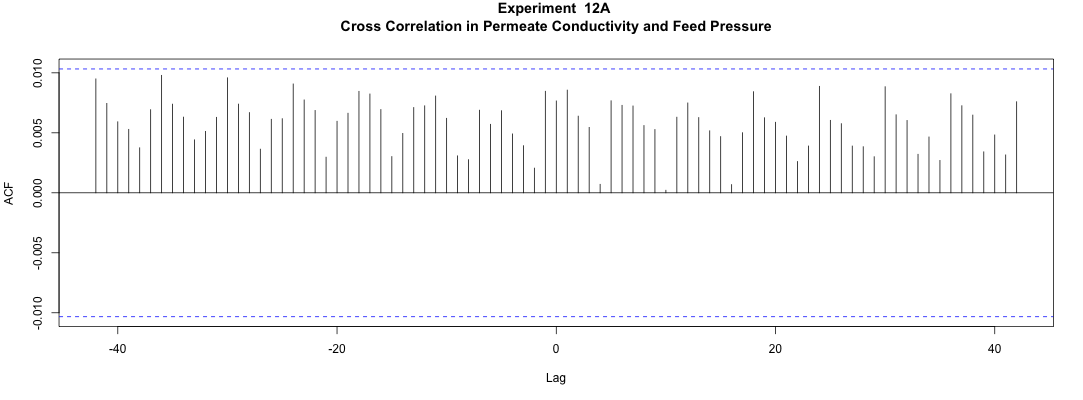 Experiment 12A
Cross Correlation in Permeate Conductivity and Feed Pressure
0.010
0.005
0.000
-0.005
-0.010
ACF
-40
-20
0
20
40
Lag